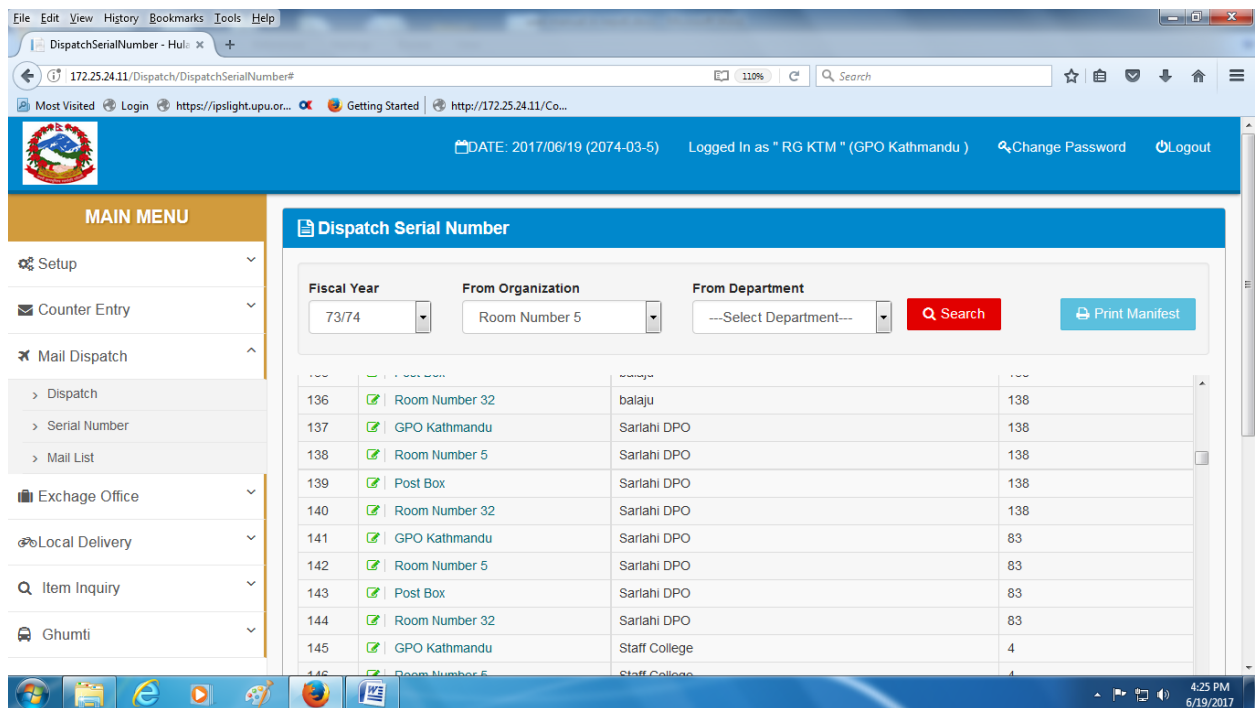 File Edit View History Bookmarks Tools Help
DispatchSerialNumber - Hula × +
172.25.24.11/Dispatch/DispatchSerialNumber# 110% Search
Most Visited Login https://ipslight.upu.or... Getting Started http://172.25.24.11/Co...
DATE: 2017/06/19 (2074-03-5) Logged In as " RG KTM " (GPO Kathmandu ) Change Password Logout
MAIN MENU
Setup
Counter Entry
Mail Dispatch
> Dispatch
> Serial Number
> Mail List
Exchage Office
Local Delivery
Item Inquiry
Ghumti
Dispatch Serial Number
Fiscal Year From Organization From Department
73/74 Room Number 5 ---Select Department--- Search Print Manifest
136 Room Number 32 balaju 138
137 GPO Kathmandu Sarlahi DPO 138
138 Room Number 5 Sarlahi DPO 138
139 Post Box Sarlahi DPO 138
140 Room Number 32 Sarlahi DPO 138
141 GPO Kathmandu Sarlahi DPO 83
142 Room Number 5 Sarlahi DPO 83
143 Post Box Sarlahi DPO 83
144 Room Number 32 Sarlahi DPO 83
145 GPO Kathmandu Staff College 4
146 Room Number 5 Staff College 4
4:25 PM
6/19/2017